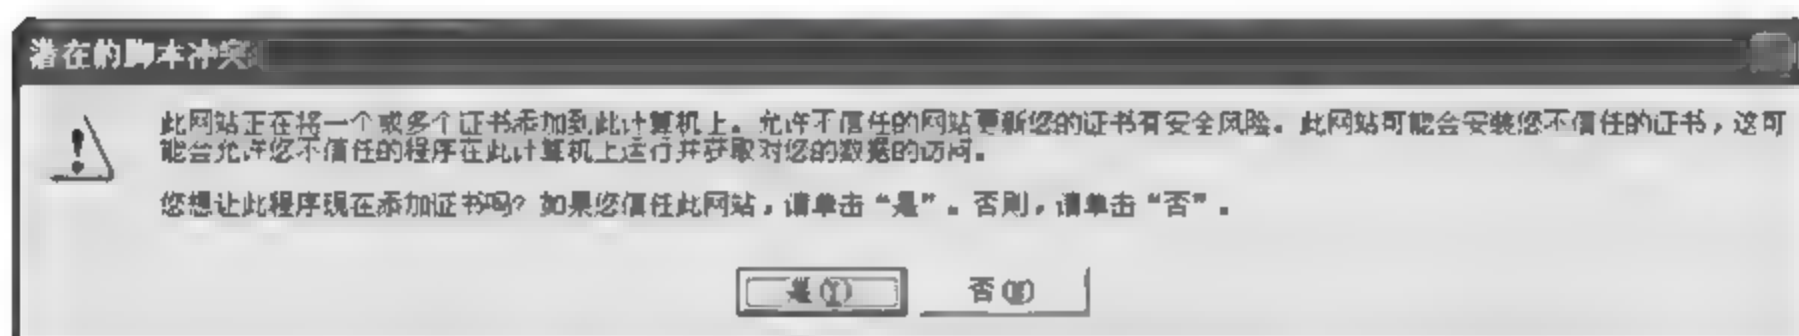 潜在的脚本冲突
此网站正在将一个或多个证书添加到此计算机上。允许不信任的网站更新您的证书有安全风险。此网站可能会安装您不信任的证书，这可
能会允许您不信任的程序在此计算机上运行并获取对您的数据的访问。
您想让此程序现在添加证书吗？如果您信任此网站，请单击“是”。否则，请单击“否”。
是(Y)
否(N)